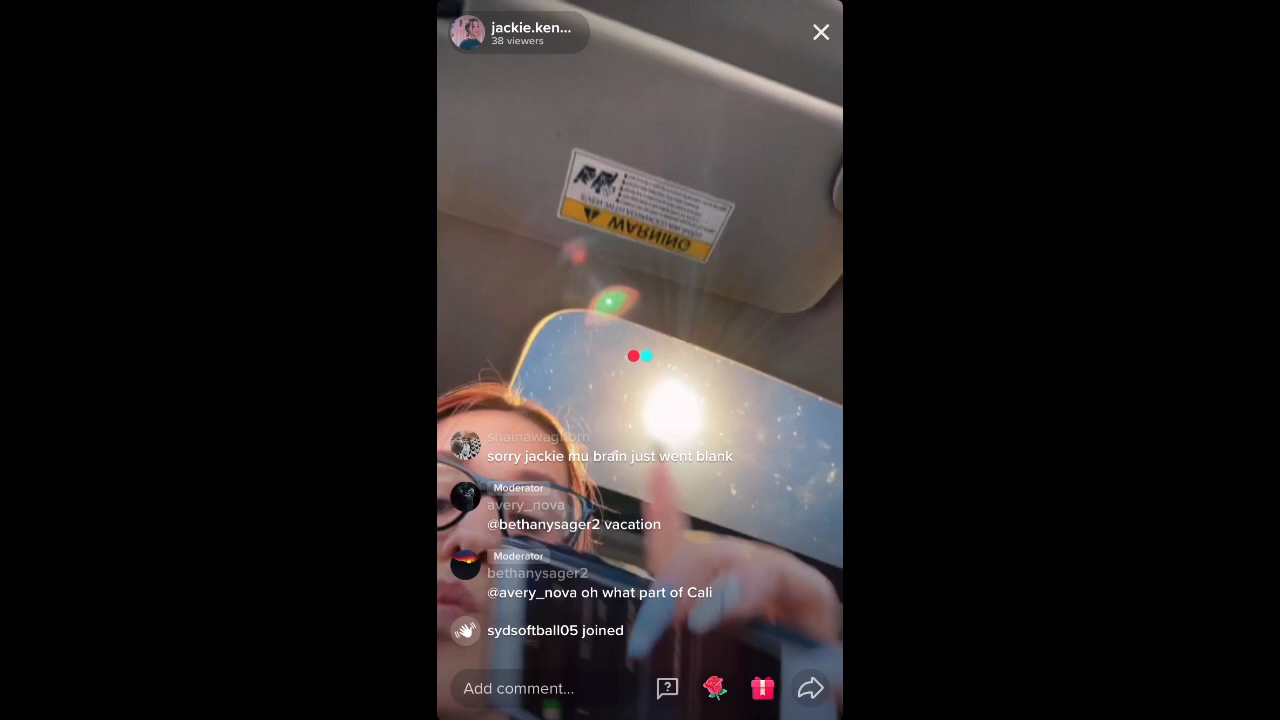 jackie.ken...
38 viewers
WARNING
shainawaghorn
sorry jackie mu brain just went blank
Moderator
avery_nova
@bethanysager2 vacation
Moderator
bethanysager2
@avery_nova oh what part of Cali
sydsoftball05 joined
Add comment...